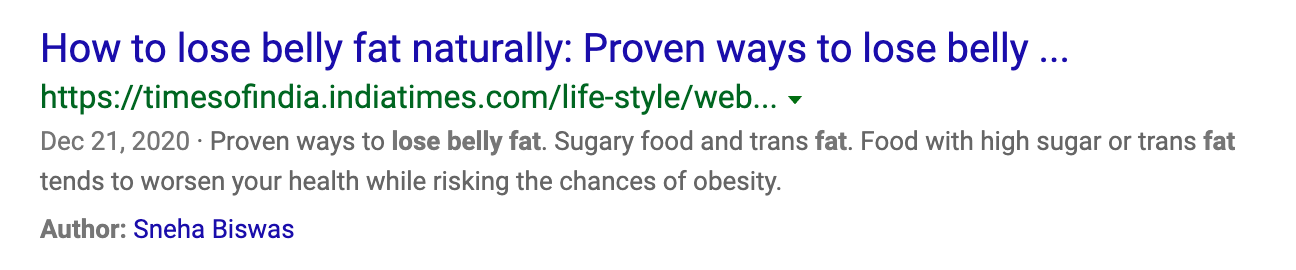 How to lose belly fat naturally: Proven ways to lose belly ...
https://timesofindia.indiatimes.com/life-style/web...
Dec 21, 2020 · Proven ways to lose belly fat. Sugary food and trans fat. Food with high sugar or trans fat
tends to worsen your health while risking the chances of obesity.
Author: Sneha Biswas